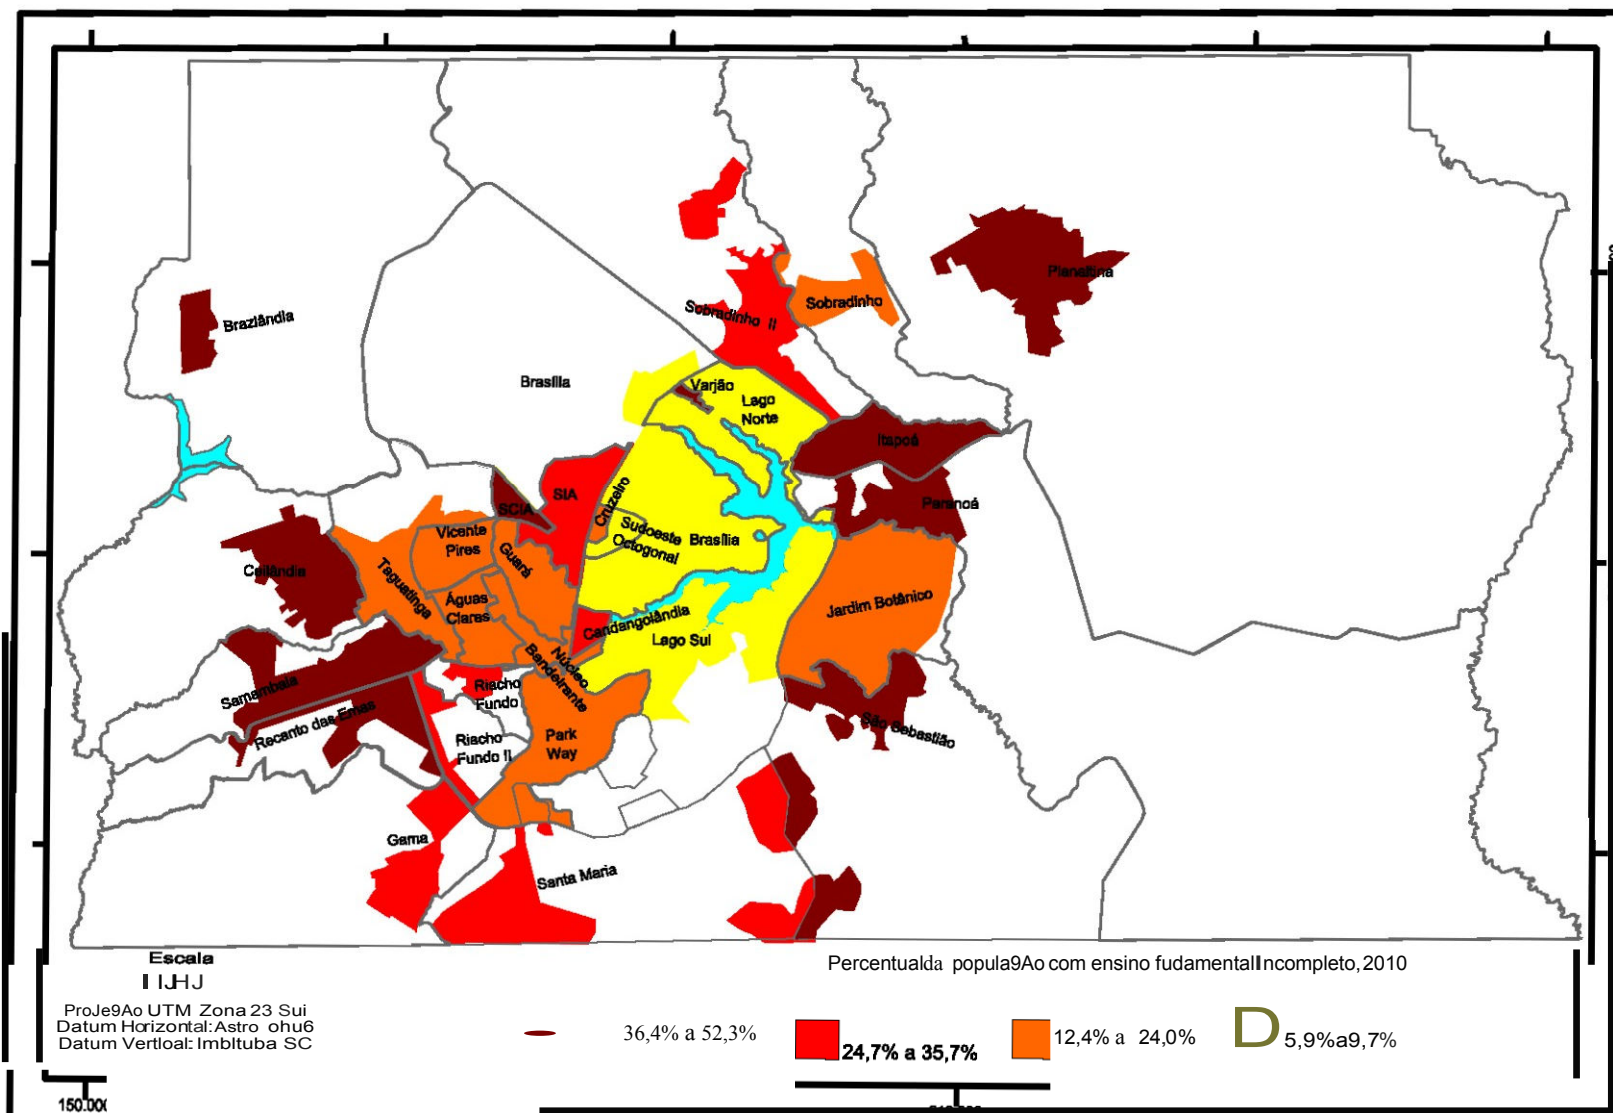 Planaltina
Brazlândia
Sobradinho
Sobradinho II
Brasília
Varjão
Lago
Norte
Itapoá
SIA
SCIA
Cruzeiro
Paranoá
Vicente
Pires
Guará
Sudoeste
Octogonal
Brasília
Ceilândia
Taguatinga
Águas
Clares
Candangolândia
Jardim Botânico
Lago Sul
Núcleo
Bandeirante
Samambaia
Riacho
Fundo
Recanto das Emas
Riacho
Fundo II
Park
Way
São Sebastião
Gama
Santa Maria
Escala
Percentualda popula9Ao com ensino fudamentallIncompleto, 2010
ProJe9Ao UTM Zona 23 Sui
Datum Horizontal: Astro ohu6
Datum Vertloal: Imbltuba SC
36,4% a 52,3%
24,7% a 35,7%
12,4% a 24,0%
D 5,9%a9,7%
150.00